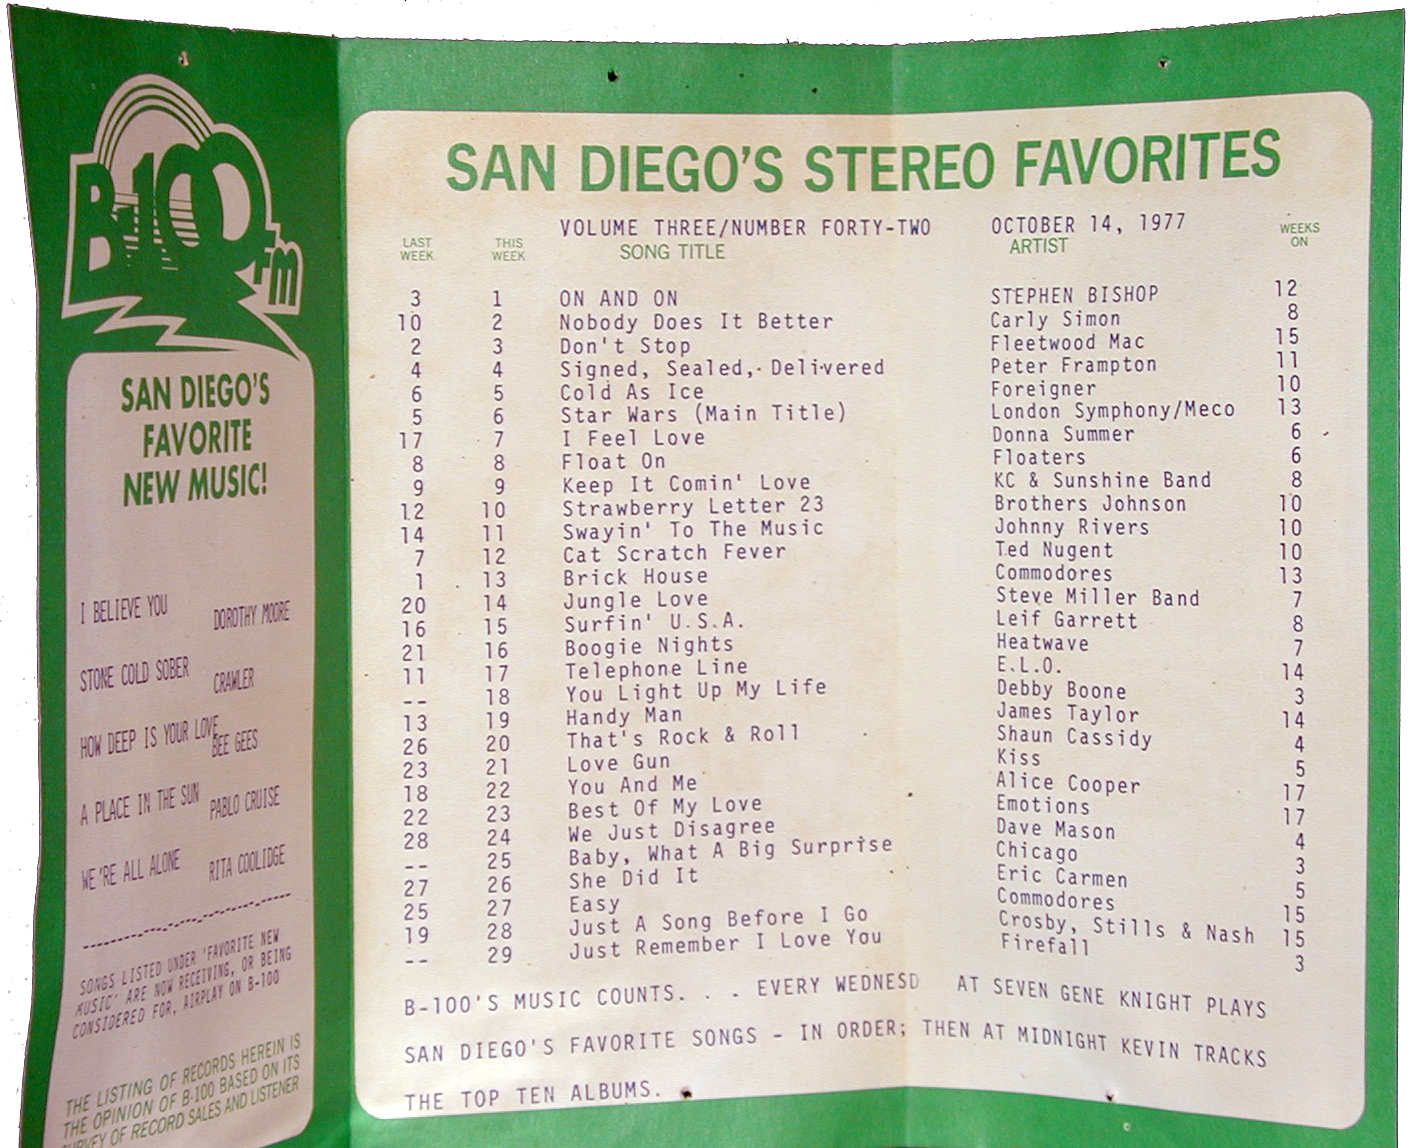 B-100 fm
SAN DIEGO'S
FAVORITE
NEW MUSIC!
I BELIEVE YOU DOROTHY MOORE
STONE COLD SOBER CRAWLER
HOW DEEP IS YOUR LOVE
BEE GEES
A PLACE IN THE SUN PABLO CRUISE
WE'RE ALL ALONE RITA COOLIDGE
SONGS LISTED UNDER 'FAVORITE NEW
MUSIC' ARE NOW RECEIVING, OR BEING
CONSIDERED FOR, AIRPLAY ON B-100
THE LISTING OF RECORDS HEREIN IS
THE OPINION OF B-100 BASED ON ITS
SURVEY OF RECORD SALES AND LISTENER
SAN DIEGO'S STEREO FAVORITES
VOLUME THREE/NUMBER FORTY-TWO OCTOBER 14, 1977
LAST WEEK THIS WEEK SONG TITLE ARTIST WEEKS ON
3 1 ON AND ON STEPHEN BISHOP 12
10 2 Nobody Does It Better Carly Simon 8
2 3 Don't Stop Fleetwood Mac 15
4 4 Signed, Sealed, Delivered Peter Frampton 11
6 5 Cold As Ice Foreigner 10
5 6 Star Wars (Main Title) London Symphony/Meco 13
17 7 I Feel Love Donna Summer 6
8 8 Float On Floaters 6
9 9 Keep It Comin' Love KC & Sunshine Band 8
12 10 Strawberry Letter 23 Brothers Johnson 10
14 11 Swayin' To The Music Johnny Rivers 10
7 12 Cat Scratch Fever Ted Nugent 10
1 13 Brick House Commodores 13
20 14 Jungle Love Steve Miller Band 7
16 15 Surfin' U.S.A. Leif Garrett 8
21 16 Boogie Nights Heatwave 7
11 17 Telephone Line E.L.O. 14
-- 18 You Light Up My Life Debby Boone 3
13 19 Handy Man James Taylor 14
26 20 That's Rock & Roll Shaun Cassidy 4
23 21 Love Gun Kiss 5
18 22 You And Me Alice Cooper 17
22 23 Best Of My Love Emotions 17
28 24 We Just Disagree Dave Mason 4
-- 25 Baby, What A Big Surprise Chicago 3
27 26 She Did It Eric Carmen 5
25 27 Easy Commodores 15
19 28 Just A Song Before I Go Crosby, Stills & Nash 15
-- 29 Just Remember I Love You Firefall 3
B-100'S MUSIC COUNTS. . . EVERY WEDNESD AT SEVEN GENE KNIGHT PLAYS
SAN DIEGO'S FAVORITE SONGS - IN ORDER; THEN AT MIDNIGHT KEVIN TRACKS
THE TOP TEN ALBUMS.